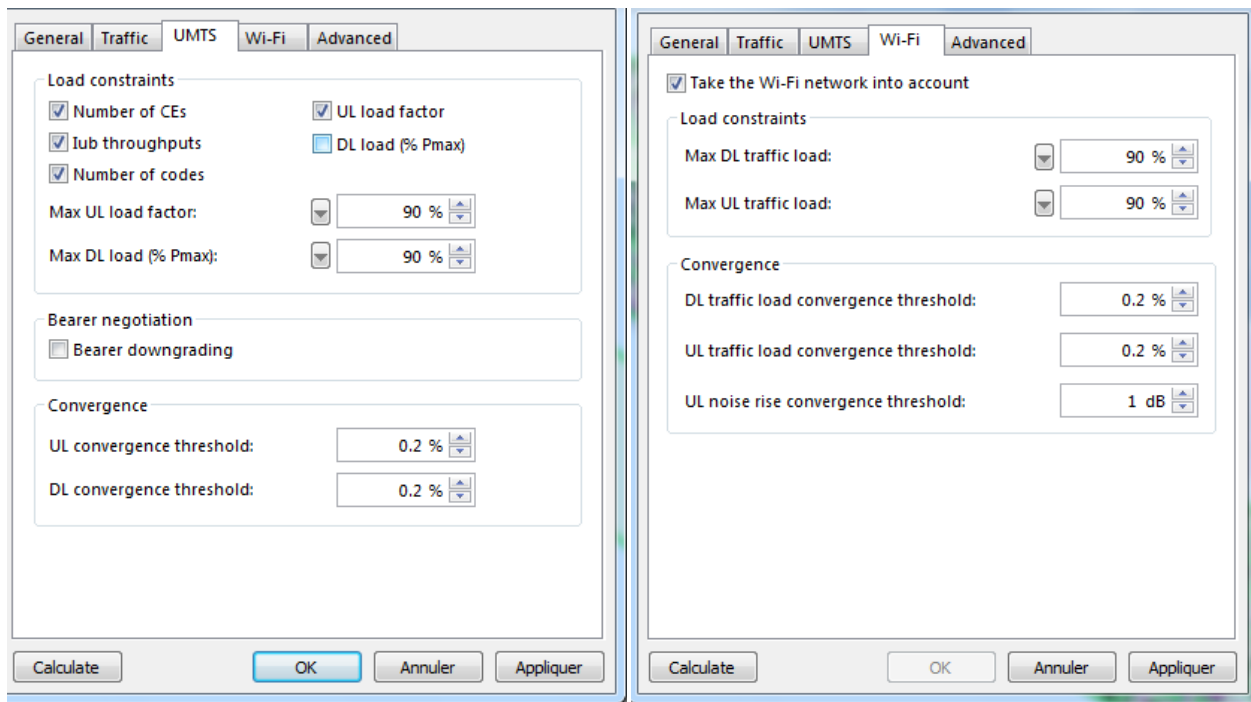 General Traffic UMTS Wi-Fi Advanced
Load constraints
Number of CEs UL load factor
Iub throughputs DL load (% Pmax)
Number of codes
Max UL load factor: 90 %
Max DL load (% Pmax): 90 %
Bearer negotiation
Bearer downgrading
Convergence
UL convergence threshold: 0.2 %
DL convergence threshold: 0.2 %
Calculate OK Annuler Appliquer
General Traffic UMTS Wi-Fi Advanced
Take the Wi-Fi network into account
Load constraints
Max DL traffic load: 90 %
Max UL traffic load: 90 %
Convergence
DL traffic load convergence threshold: 0.2 %
UL traffic load convergence threshold: 0.2 %
UL noise rise convergence threshold: 1 dB
Calculate OK Annuler Appliquer